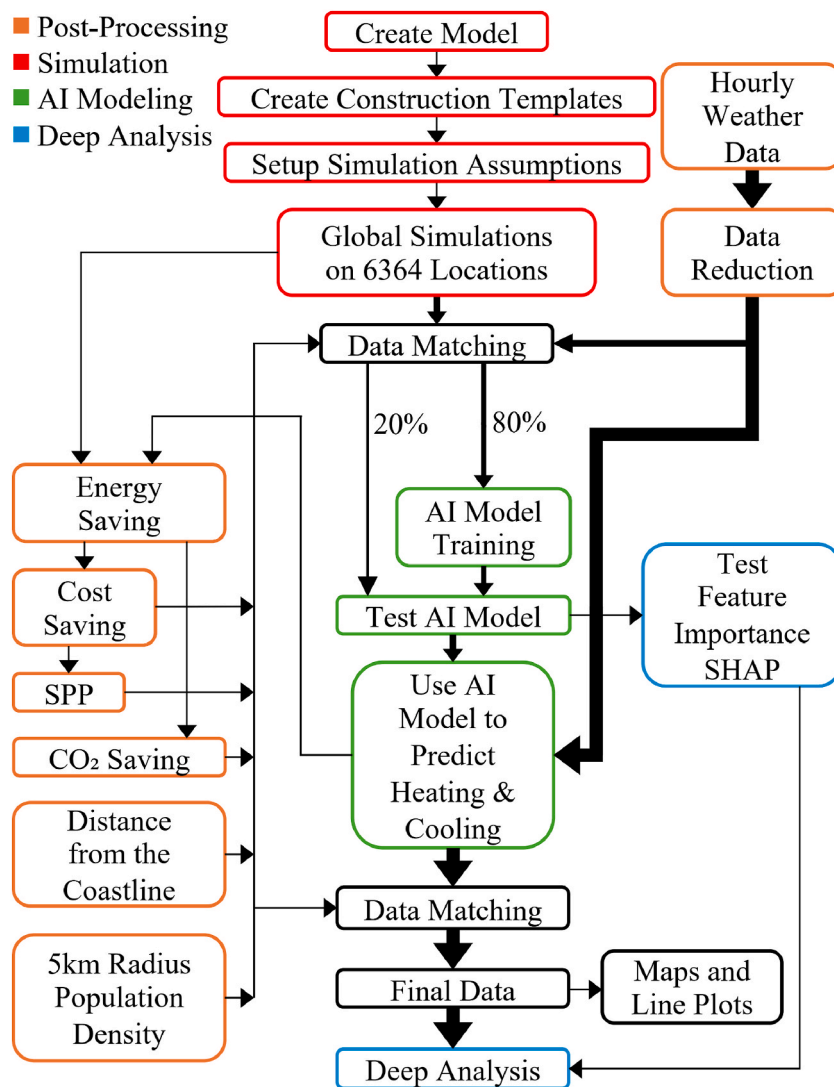 Post-Processing
Simulation
AI Modeling
Deep Analysis
Create Model
Create Construction Templates
Setup Simulation Assumptions
Global Simulations
on 6364 Locations
Hourly
Weather
Data
Data
Reduction
Data Matching
20%
80%
Energy
Saving
Cost
Saving
SPP
CO₂ Saving
Distance
from the
Coastline
5km Radius
Population
Density
AI Model
Training
Test AI Model
Use AI
Model to
Predict
Heating &
Cooling
Test
Feature
Importance
SHAP
Data Matching
Final Data
Maps and
Line Plots
Deep Analysis